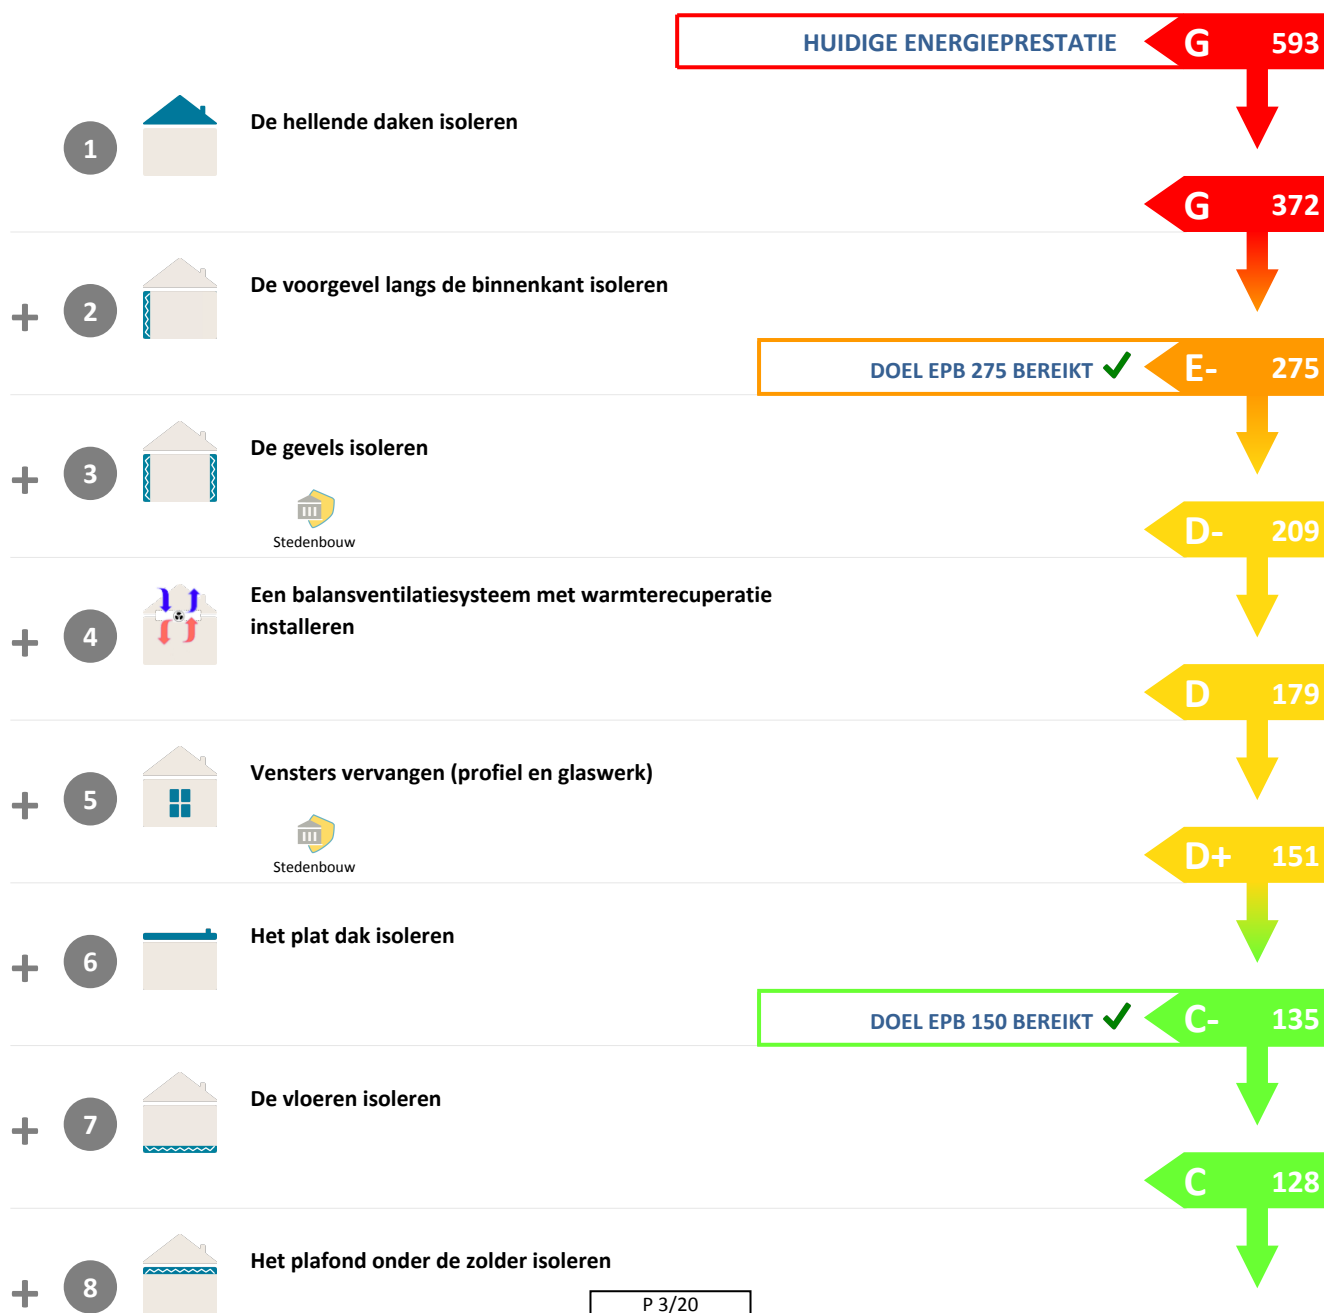 HUIDIGE ENERGIEPRESTATIE G 593
1 De hellende daken isoleren
G 372
+ 2 De voorgevel langs de binnenkant isoleren
DOEL EPB 275 BEREIKT ✓ E- 275
+ 3 De gevels isoleren
Stedenbouw
D- 209
+ 4 Een balansventilatiesysteem met warmterecuperatie
installeren
D 179
+ 5 Vensters vervangen (profiel en glaswerk)
Stedenbouw
D+ 151
+ 6 Het plat dak isoleren
DOEL EPB 150 BEREIKT ✓ C- 135
+ 7 De vloeren isoleren
C 128
+ 8 Het plafond onder de zolder isoleren
P 3/20